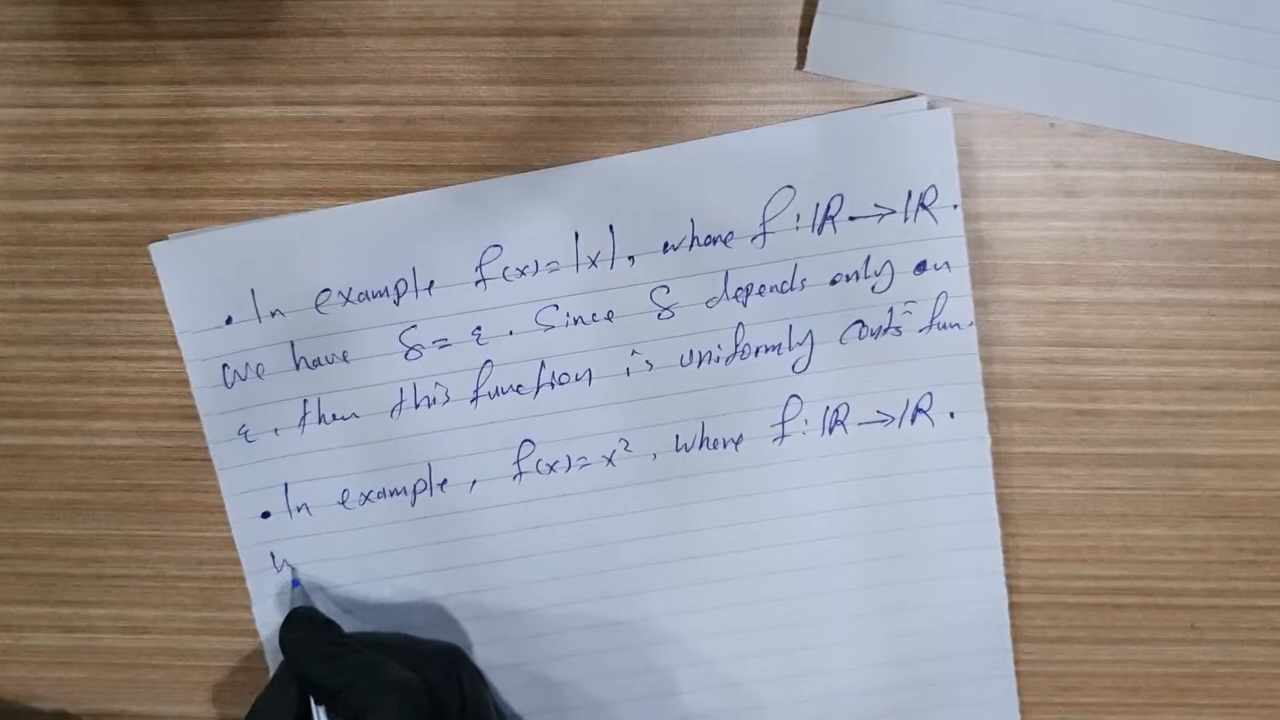 • In example f(x)=|x|, where f:IR→IR.
we have δ=ε. Since δ depends only on
ε, then this function is uniformly conts fun.
• In example, f(x)=x², where f:IR→IR.